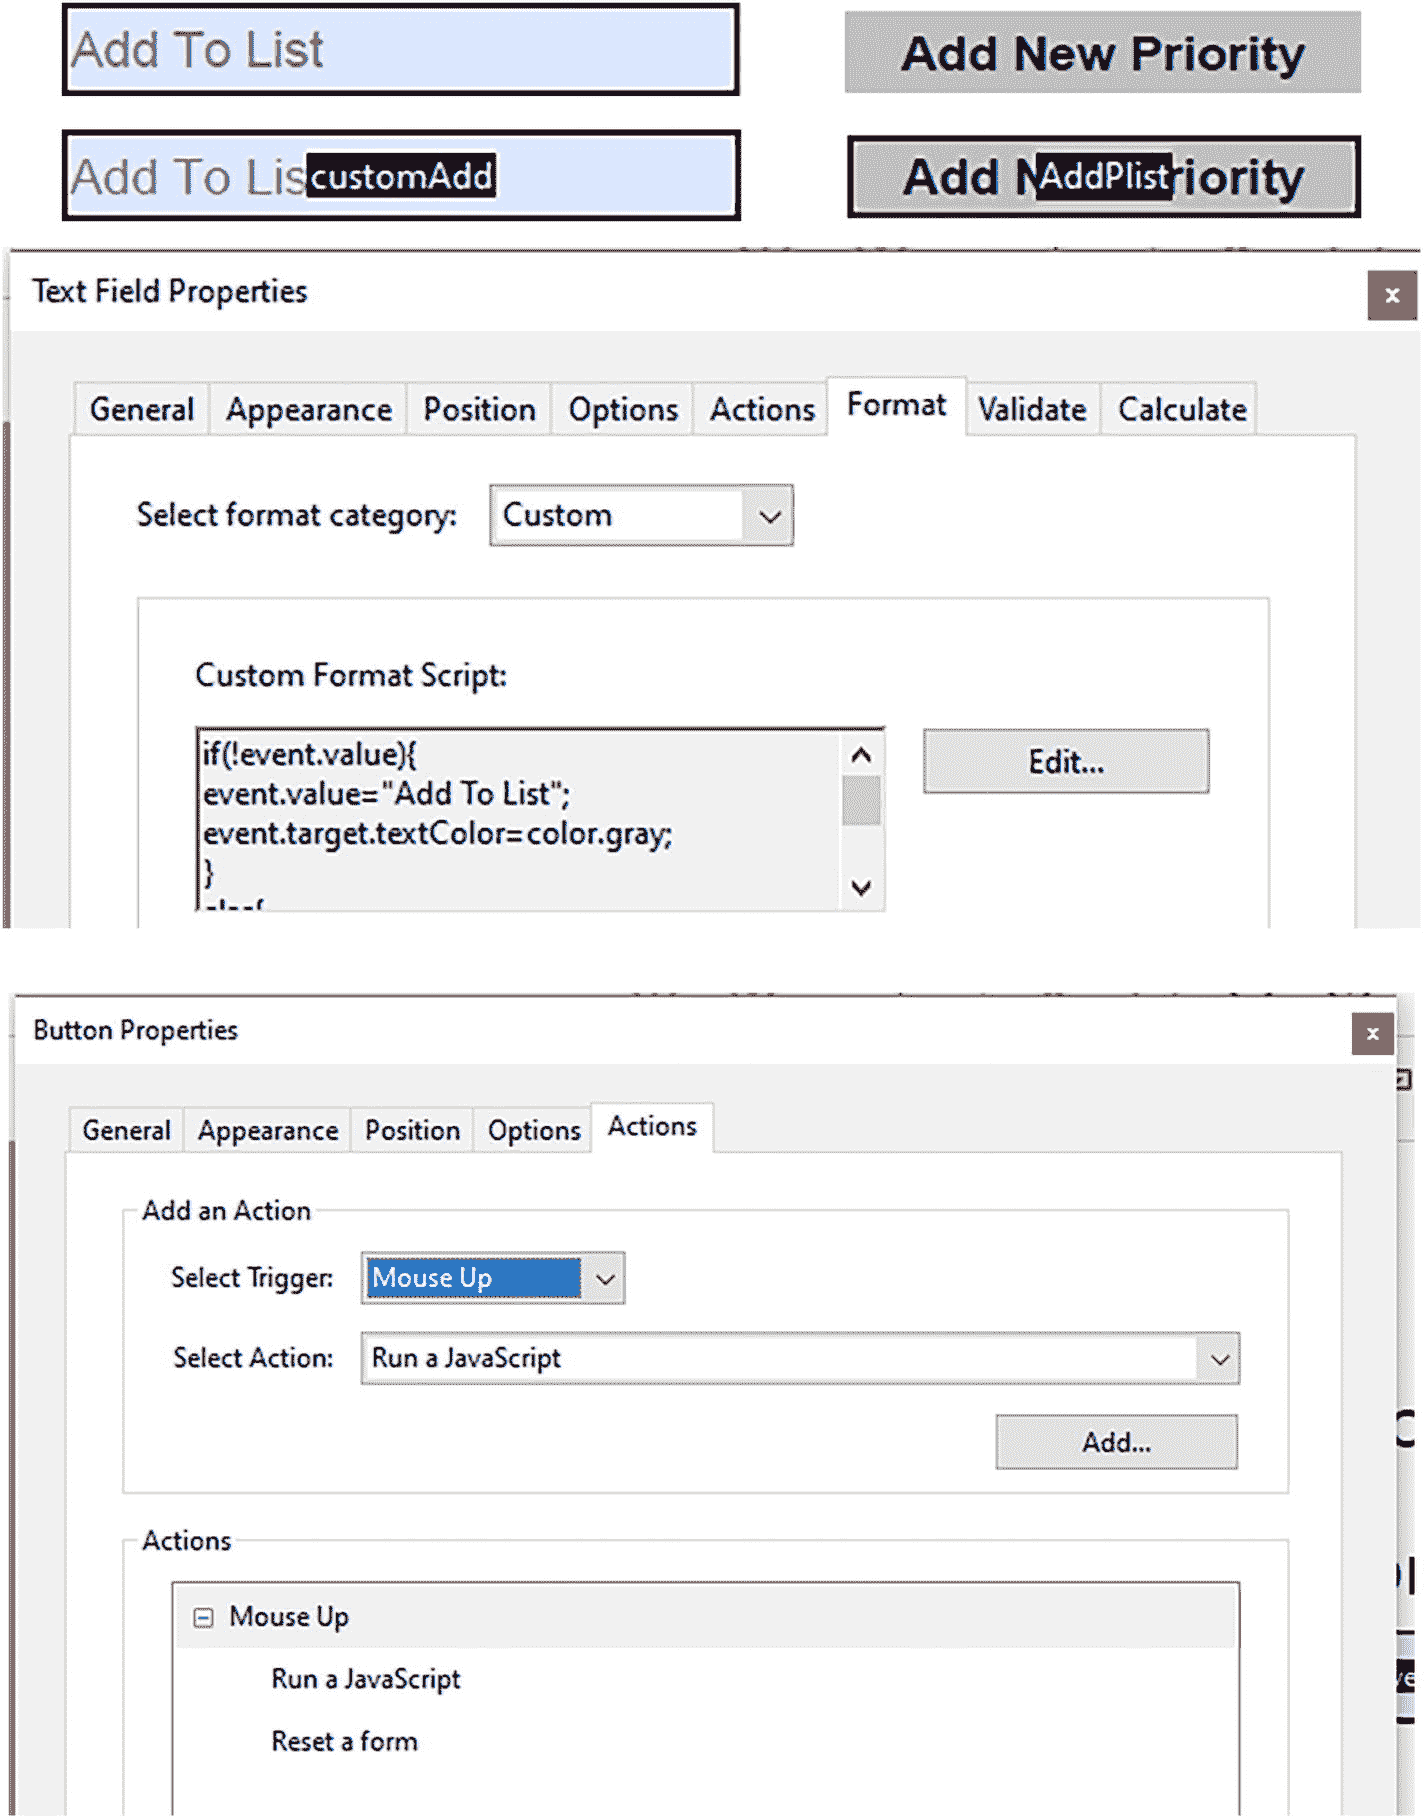 Add To List
Add New Priority
Add To Lis customAdd
Add N AddPlist riority
Text Field Properties
x
General Appearance Position Options Actions Format Validate Calculate
Select format category: Custom
Custom Format Script:
if(!event.value){
event.value="Add To List";
event.target.textColor=color.gray;
}
else{
Edit...
Button Properties
x
General Appearance Position Options Actions
Add an Action
Select Trigger: Mouse Up
Select Action: Run a JavaScript
Add...
Actions
Mouse Up
Run a JavaScript
Reset a form